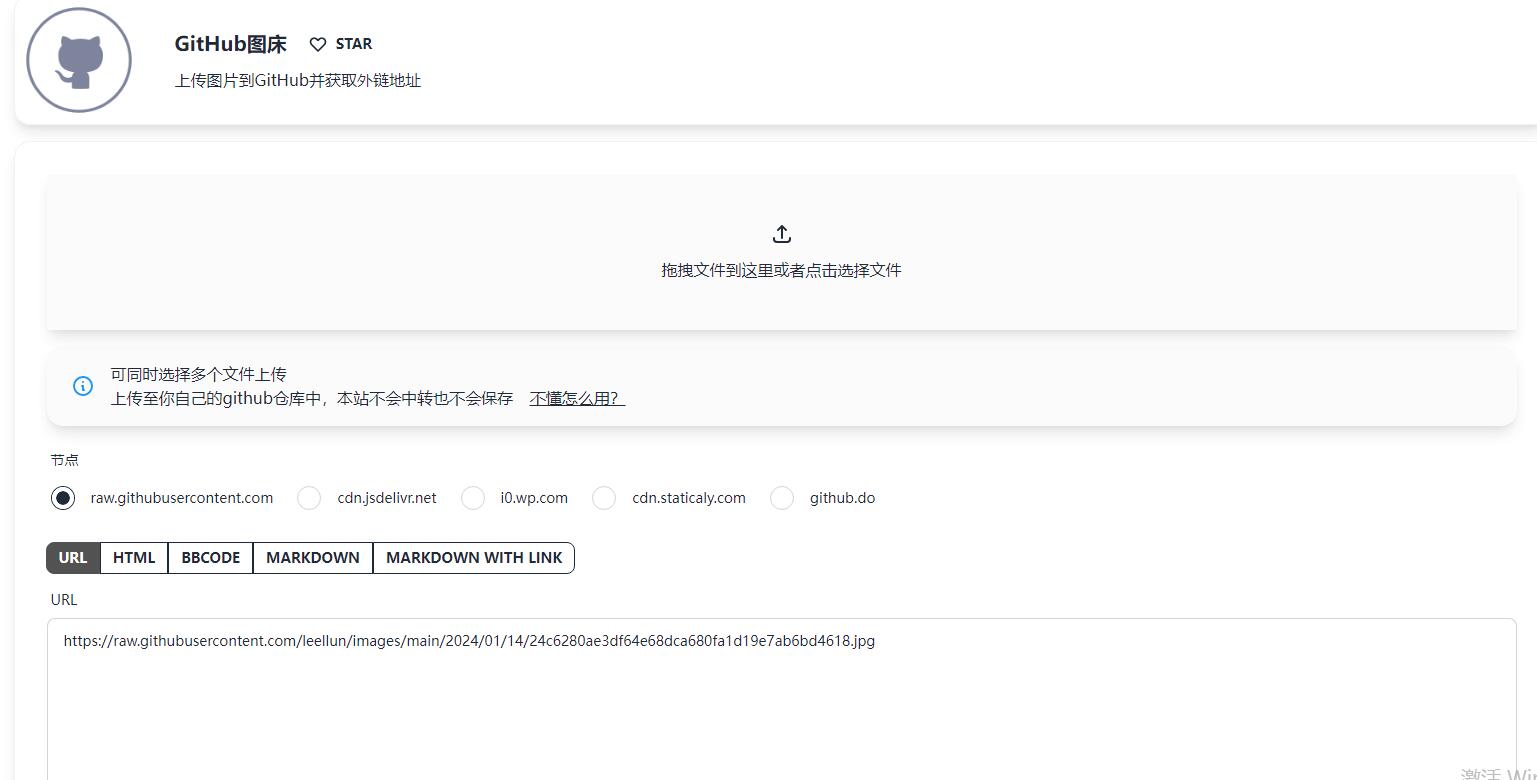 GitHub图床 STAR
上传图片到GitHub并获取外链地址
拖拽文件到这里或者点击选择文件
可同时选择多个文件上传
上传至你自己的github仓库中，本站不会中转也不会保存 不懂怎么用？
节点
raw.githubusercontent.com cdn.jsdelivr.net i0.wp.com cdn.staticaly.com github.do
URL HTML BBCODE MARKDOWN MARKDOWN WITH LINK
URL
https://raw.githubusercontent.com/leellun/images/main/2024/01/14/24c6280ae3df64e68dca680fa1d19e7ab6bd4618.jpg
激活 Win